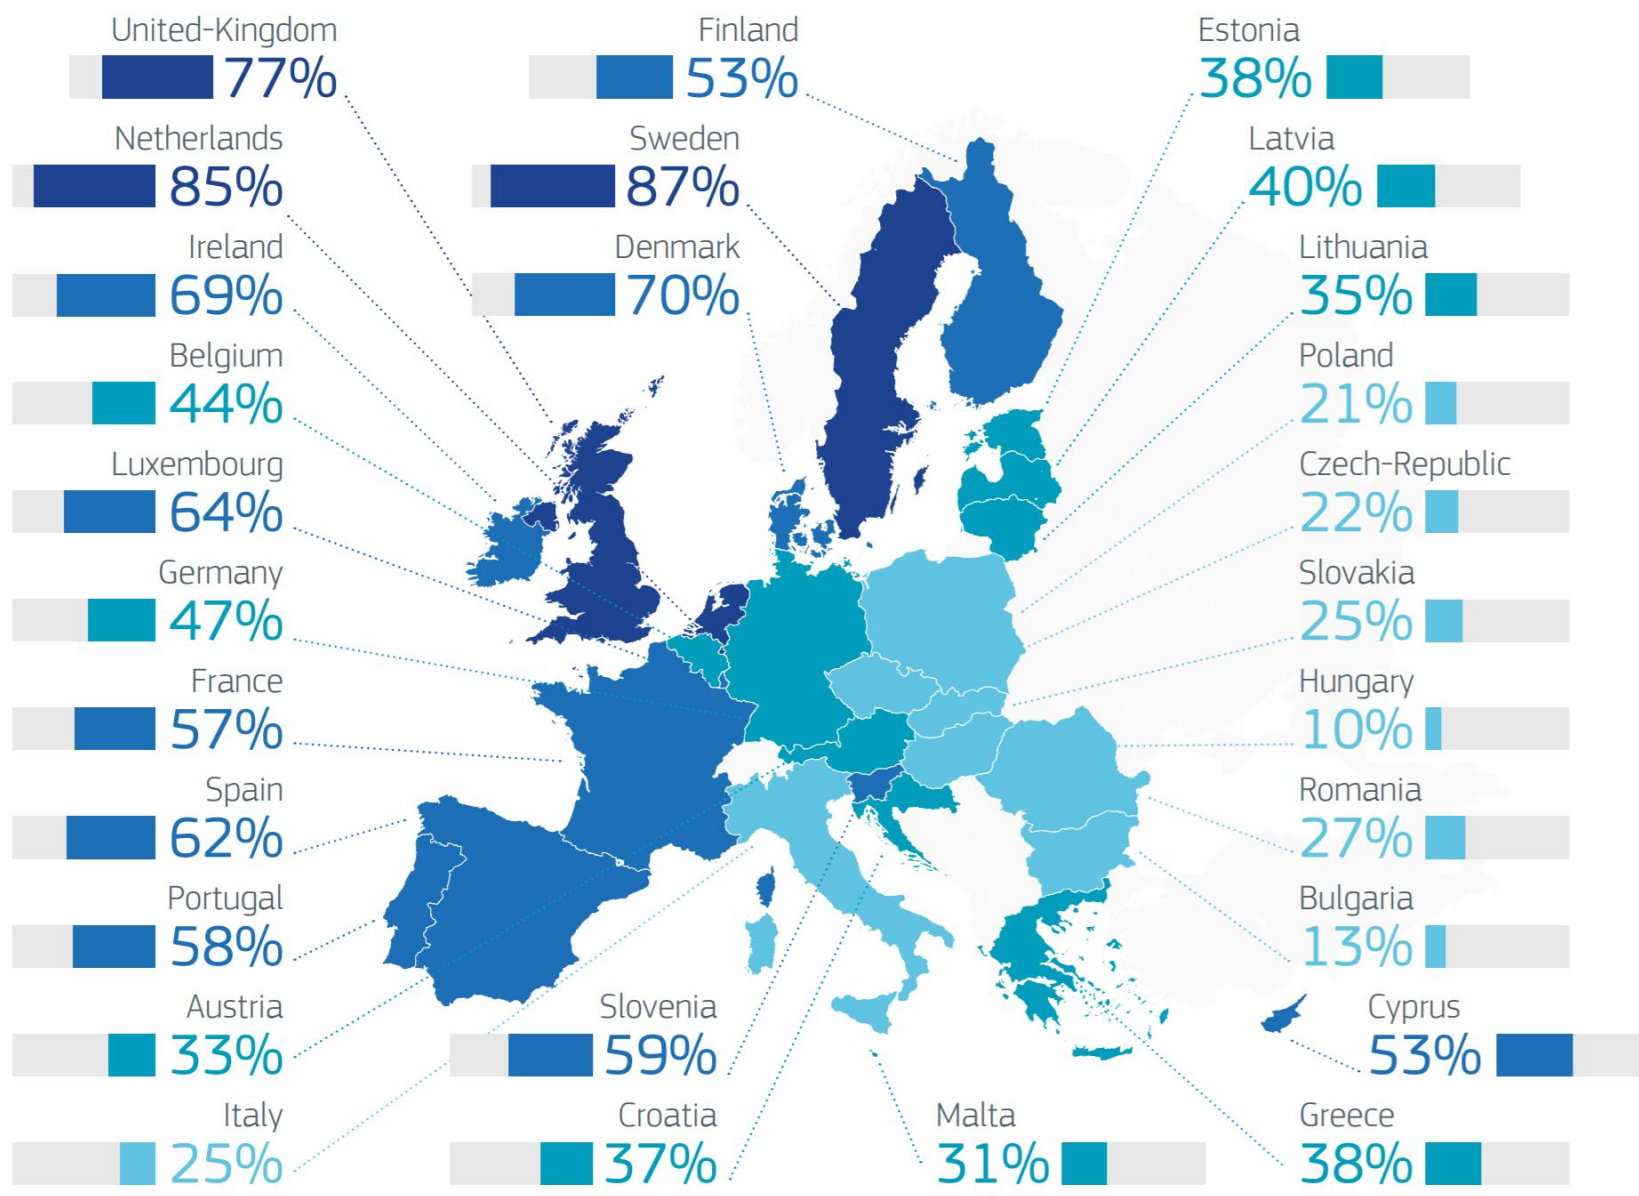 United-Kingdom
77%
Netherlands
85%
Ireland
69%
Belgium
44%
Luxembourg
64%
Germany
47%
France
57%
Spain
62%
Portugal
58%
Austria
33%
Italy
25%
Finland
53%
Sweden
87%
Denmark
70%
Slovenia
59%
Croatia
37%
Malta
31%
Estonia
38%
Latvia
40%
Lithuania
35%
Poland
21%
Czech-Republic
22%
Slovakia
25%
Hungary
10%
Romania
27%
Bulgaria
13%
Cyprus
53%
Greece
38%